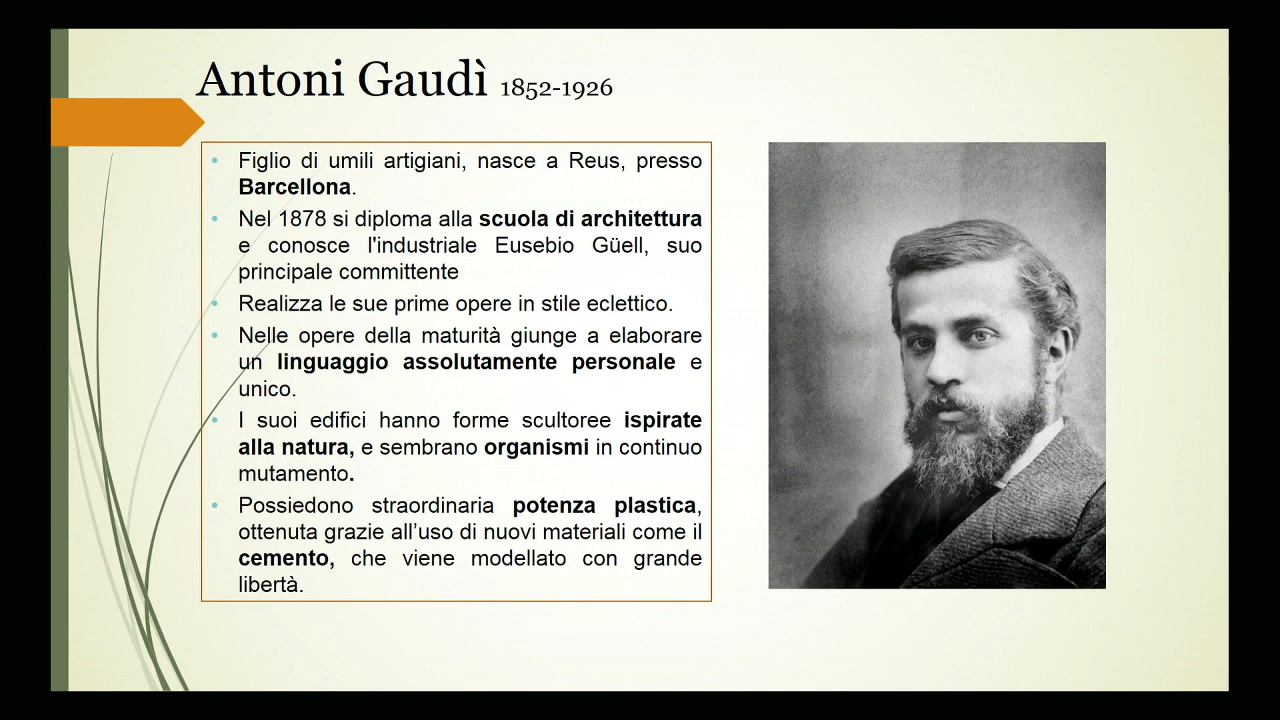 Antoni Gaudì 1852-1926
• Figlio di umili artigiani, nasce a Reus, presso
Barcellona.
• Nel 1878 si diploma alla scuola di architettura
e conosce l'industriale Eusebio Güell, suo
principale committente
• Realizza le sue prime opere in stile eclettico.
• Nelle opere della maturità giunge a elaborare
un linguaggio assolutamente personale e
unico.
• I suoi edifici hanno forme scultoree ispirate
alla natura, e sembrano organismi in continuo
mutamento.
• Possiedono straordinaria potenza plastica,
ottenuta grazie all’uso di nuovi materiali come il
cemento, che viene modellato con grande
libertà.